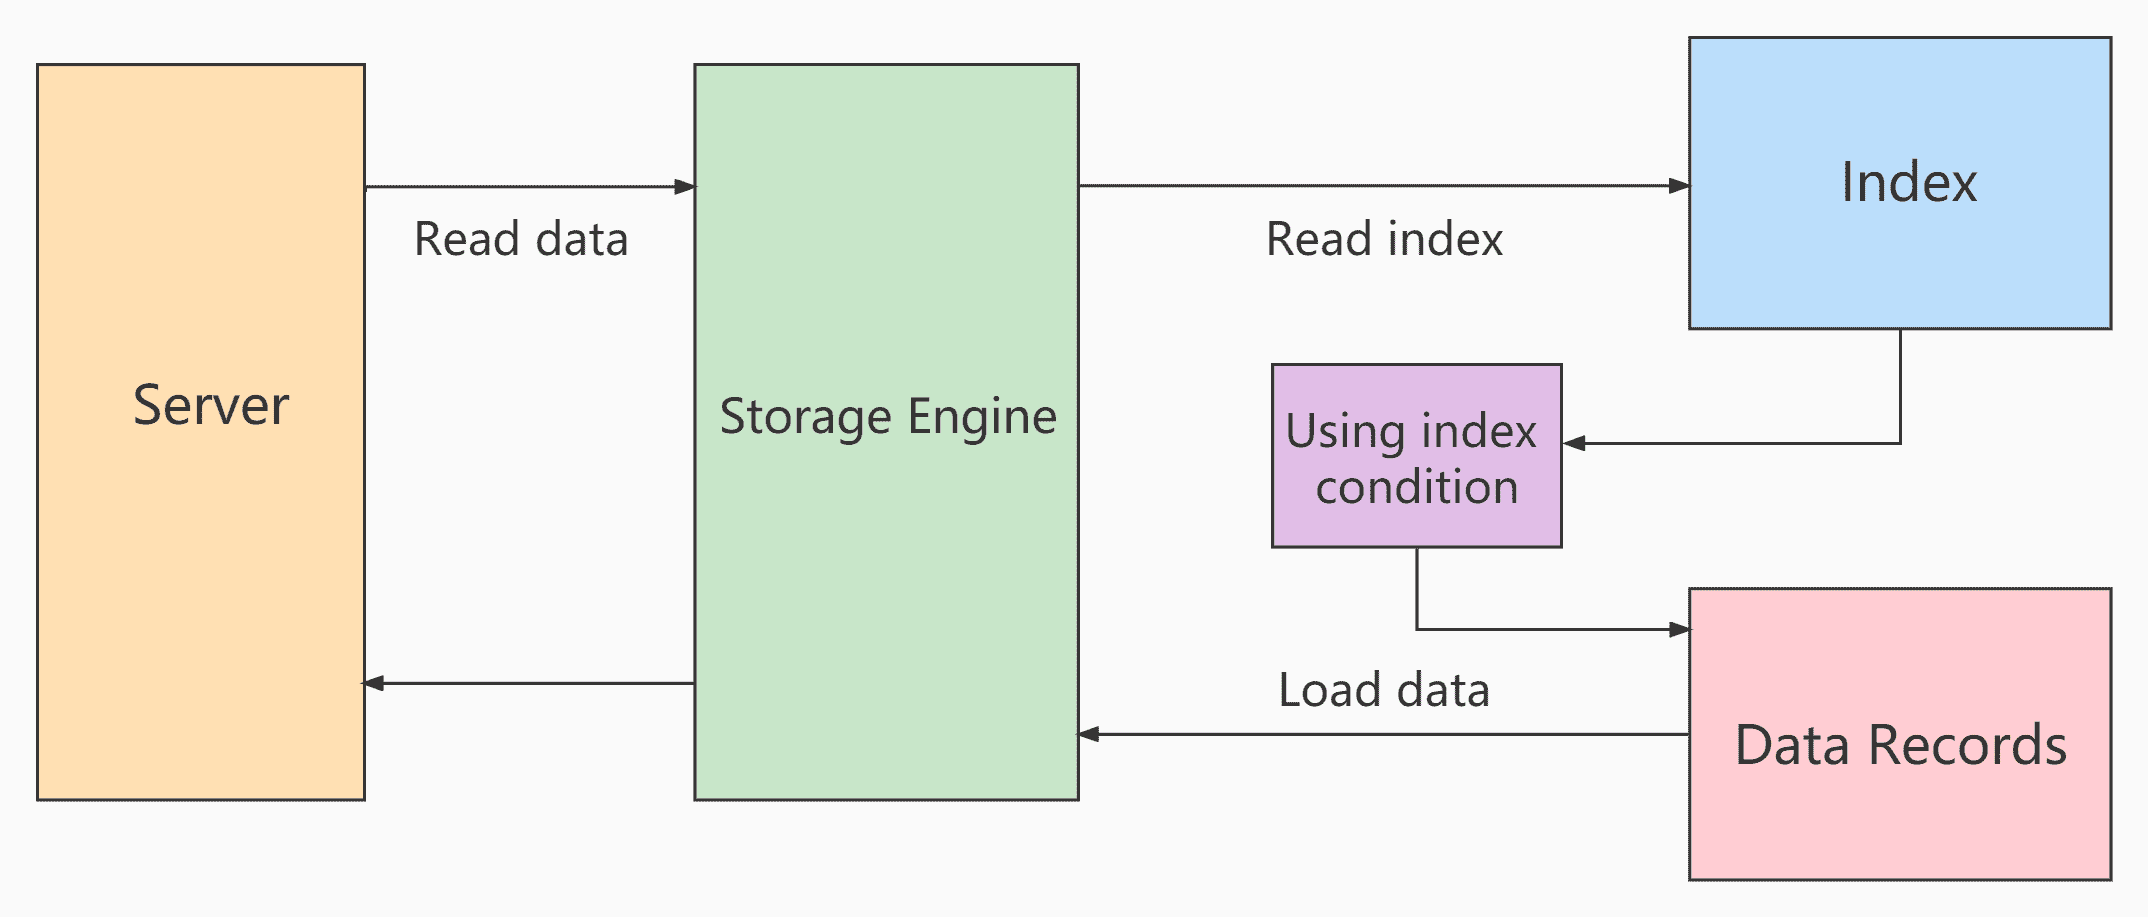 Server
Read data
Storage Engine
Read index
Index
Using index
condition
Load data
Data Records